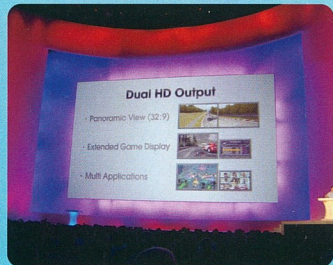 Dual HD Output
· Panoramic View (32:9)
· Extended Game Display
· Multi Applications